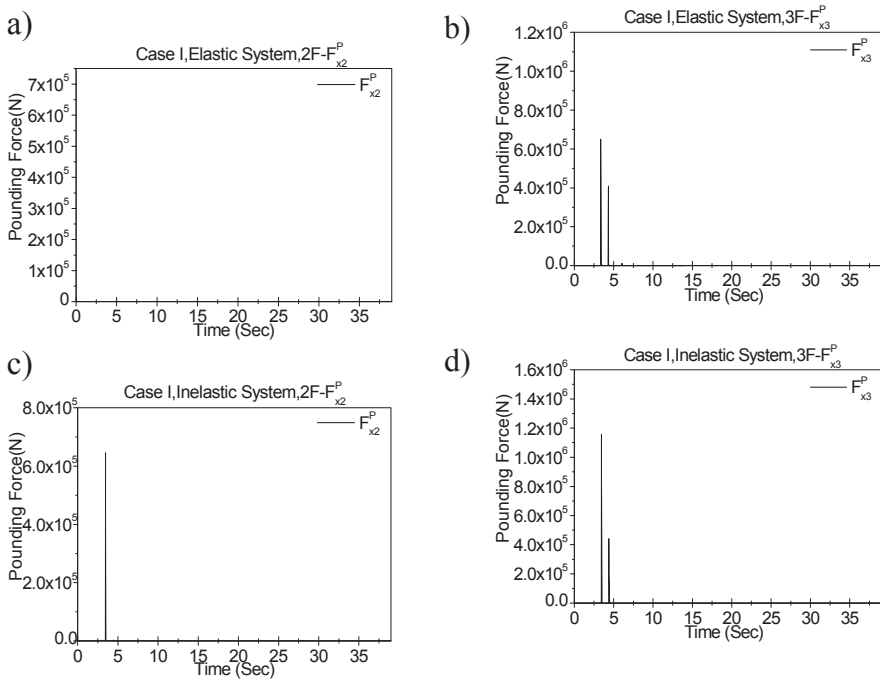 a)
Case I,Elastic System,2F-F^P_x2
F^P_x2
Pounding Force(N)
7x10^5
6x10^5
5x10^5
4x10^5
3x10^5
2x10^5
1x10^5
0
0 5 10 15 20 25 30 35
Time (Sec)
b)
Case I,Elastic System,3F-F^P_x3
F^P_x3
Pounding Force(N)
1.2x10^6
1.0x10^6
8.0x10^5
6.0x10^5
4.0x10^5
2.0x10^5
0.0
0 5 10 15 20 25 30 35
Time (Sec)
c)
Case I,Inelastic System,2F-F^P_x2
F^P_x2
Pounding Force(N)
8.0x10^5
6.0x10^5
4.0x10^5
2.0x10^5
0.0
0 5 10 15 20 25 30 35
Time (Sec)
d)
Case I,Inelastic System,3F-F^P_x3
F^P_x3
Pounding Force(N)
1.6x10^6
1.4x10^6
1.2x10^6
1.0x10^6
8.0x10^5
6.0x10^5
4.0x10^5
2.0x10^5
0.0
0 5 10 15 20 25 30 35
Time (Sec)